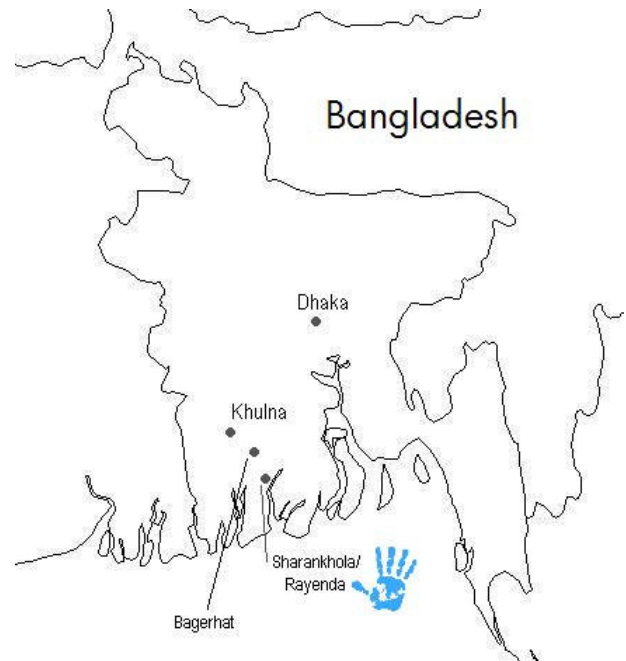 Bangladesh
Dhaka
Khulna
Sharankhola/
Rayenda
Bagerhat